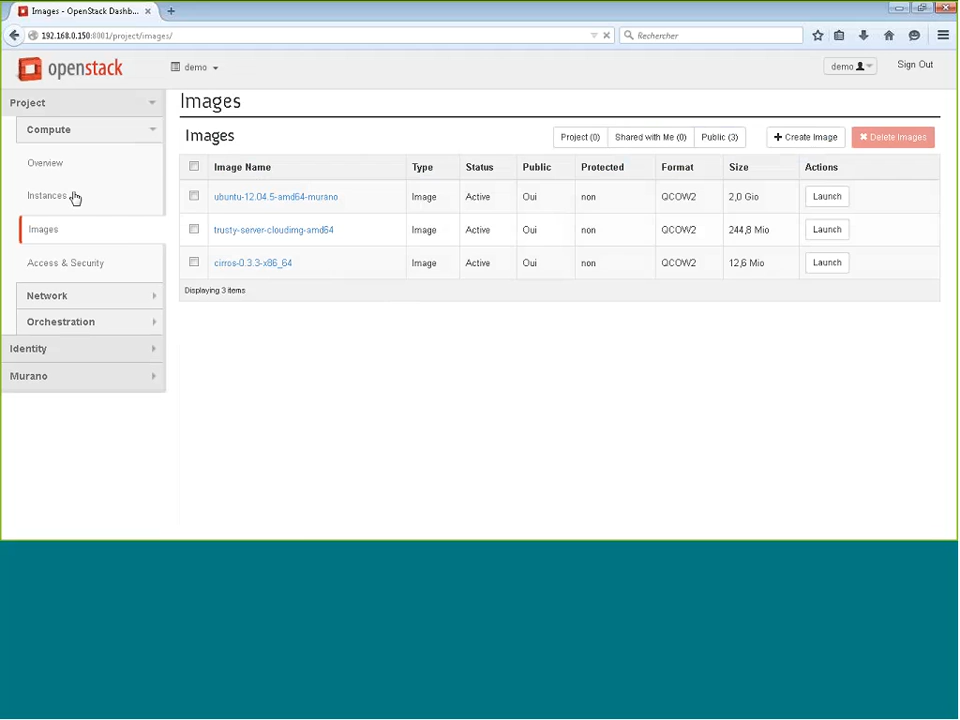 Images - OpenStack Dashb...
192.168.0.150:8001/project/images/
Rechercher
openstack
demo
demo
Sign Out
Project
Compute
Overview
Instances
Images
Access & Security
Network
Orchestration
Identity
Murano
Images
Images
Project (0) Shared with Me (0) Public (3) Create Image Delete Images
Image Name Type Status Public Protected Format Size Actions
ubuntu-12.04.5-amd64-murano Image Active Oui non QCOW2 2,0 Gio Launch
trusty-server-cloudimg-amd64 Image Active Oui non QCOW2 244,8 Mio Launch
cirros-0.3.3-x86_64 Image Active Oui non QCOW2 12,6 Mio Launch
Displaying 3 items